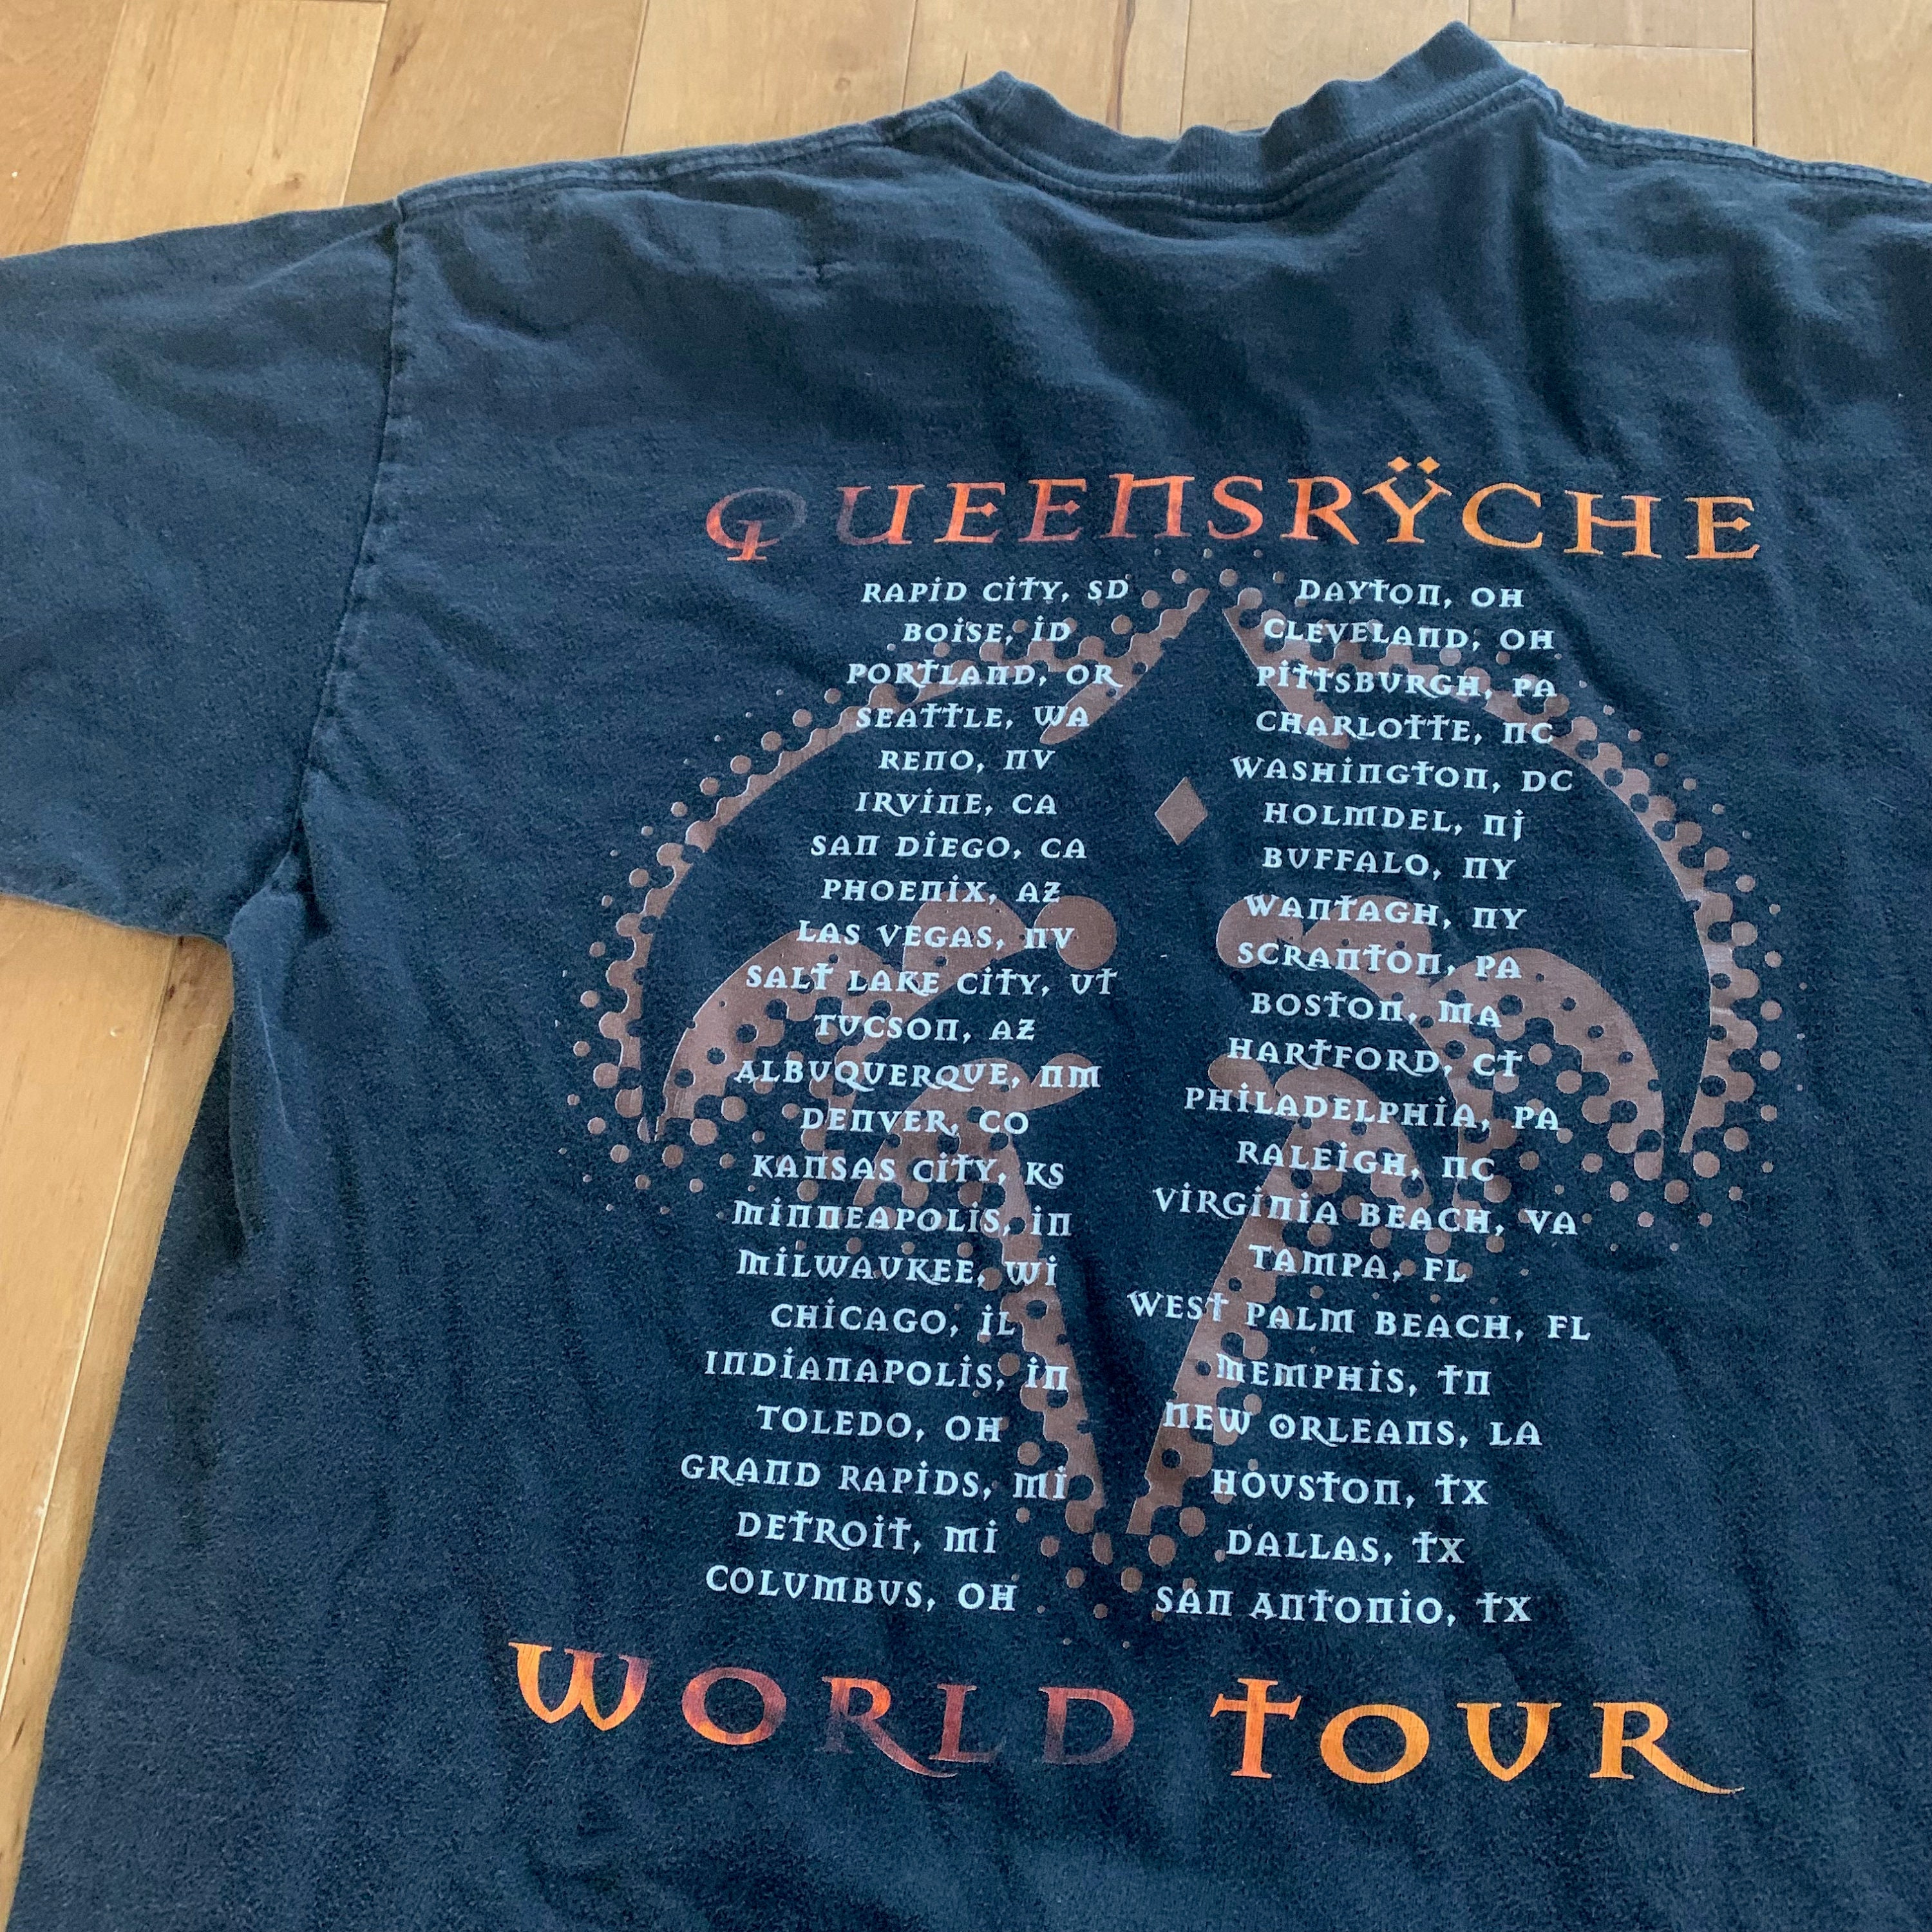 QUEENSRŸCHE
RAPID CITY, SD
BOISE, ID
PORTLAND, OR
SEATTLE, WA
RENO, NV
IRVINE, CA
SAN DIEGO, CA
PHOENIX, AZ
LAS VEGAS, NV
SALT LAKE CITY, UT
TUCSON, AZ
ALBUQUERQUE, NM
DENVER, CO
KANSAS CITY, KS
MINNEAPOLIS, IN
MILWAUKEE, WI
CHICAGO, IL
INDIANAPOLIS, IN
TOLEDO, OH
GRAND RAPIDS, MI
DETROIT, MI
COLUMBUS, OH
DAYTON, OH
CLEVELAND, OH
PITTSBURGH, PA
CHARLOTTE, NC
WASHINGTON, DC
HOLMDEL, NJ
BUFFALO, NY
WANTAGH, NY
SCRANTON, PA
BOSTON, MA
HARTFORD, CT
PHILADELPHIA, PA
RALEIGH, NC
VIRGINIA BEACH, VA
TAMPA, FL
WEST PALM BEACH, FL
MEMPHIS, TN
NEW ORLEANS, LA
HOUSTON, TX
DALLAS, TX
SAN ANTONIO, TX
WORLD TOUR